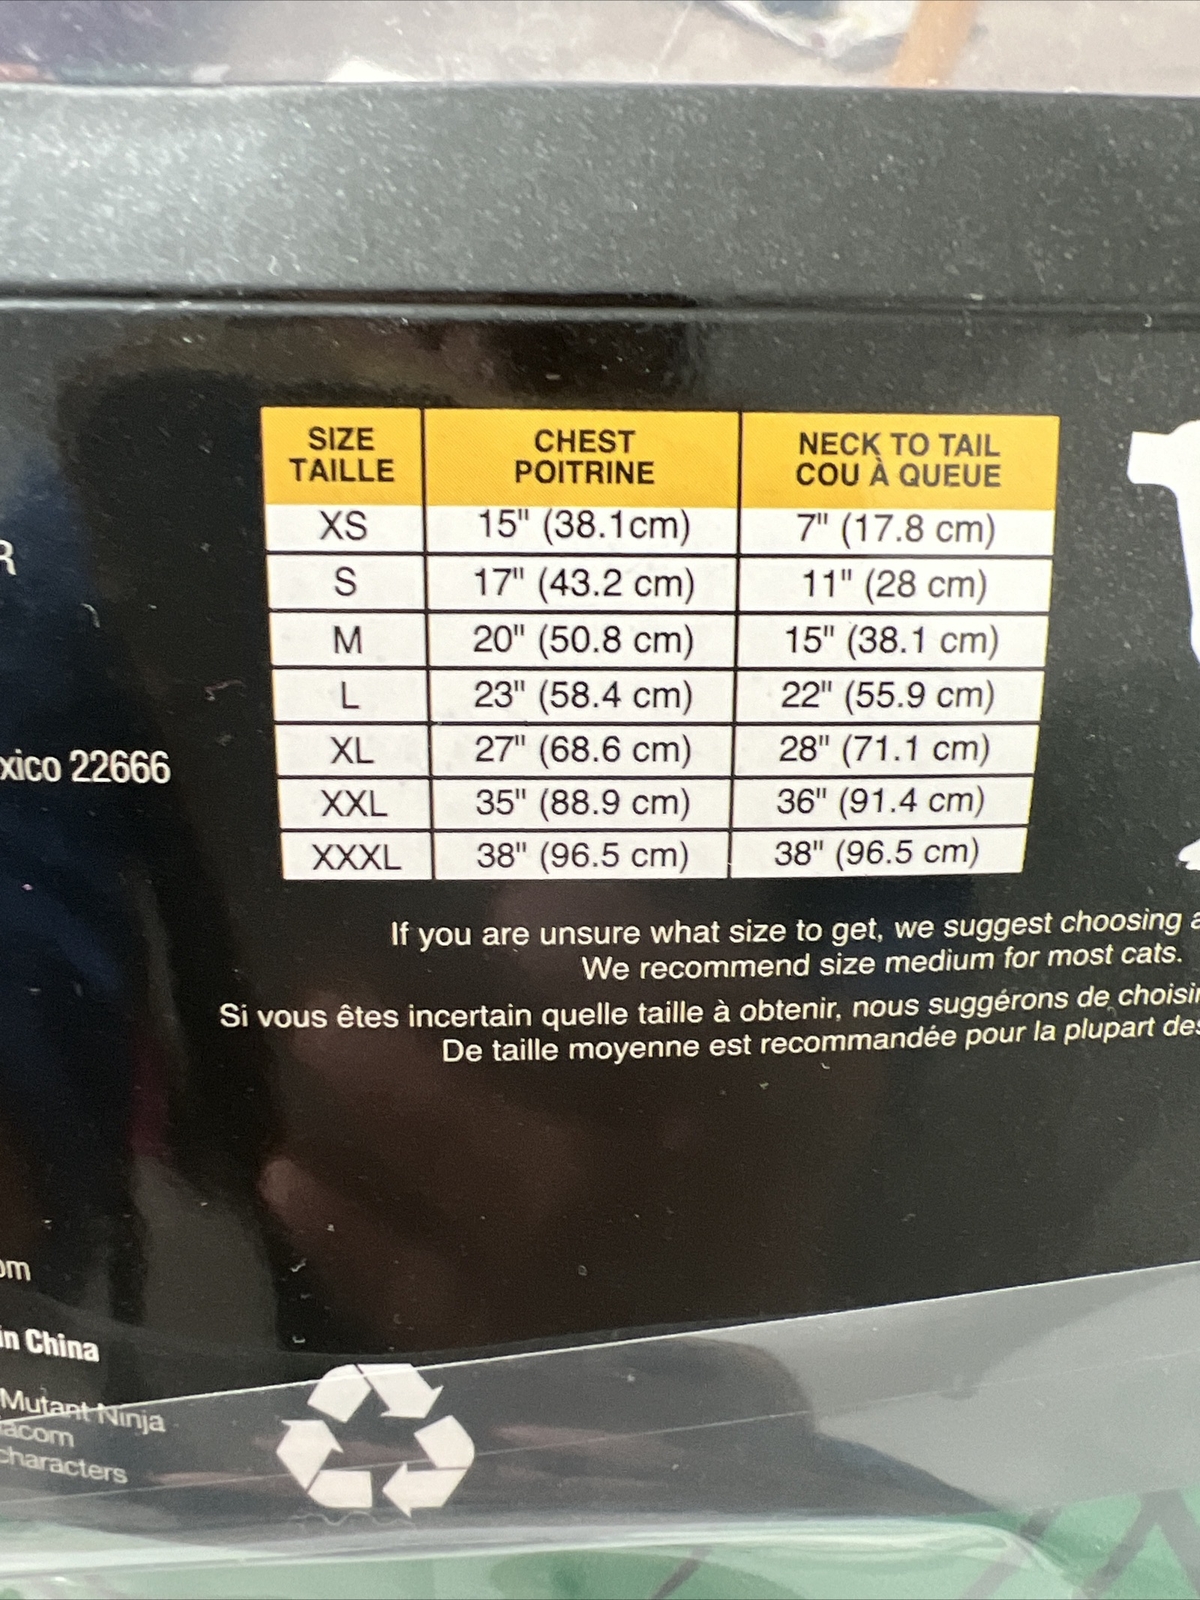 SIZE TAILLE CHEST POITRINE NECK TO TAIL COU À QUEUE
XS 15" (38.1cm) 7" (17.8 cm)
S 17" (43.2 cm) 11" (28 cm)
M 20" (50.8 cm) 15" (38.1 cm)
L 23" (58.4 cm) 22" (55.9 cm)
XL 27" (68.6 cm) 28" (71.1 cm)
XXL 35" (88.9 cm) 36" (91.4 cm)
XXXL 38" (96.5 cm) 38" (96.5 cm)
R
xico 22666
If you are unsure what size to get, we suggest choosing a
We recommend size medium for most cats.
Si vous êtes incertain quelle taille à obtenir, nous suggérons de choisir
De taille moyenne est recommandée pour la plupart des
om
in China
Mutant Ninja
iacom
characters